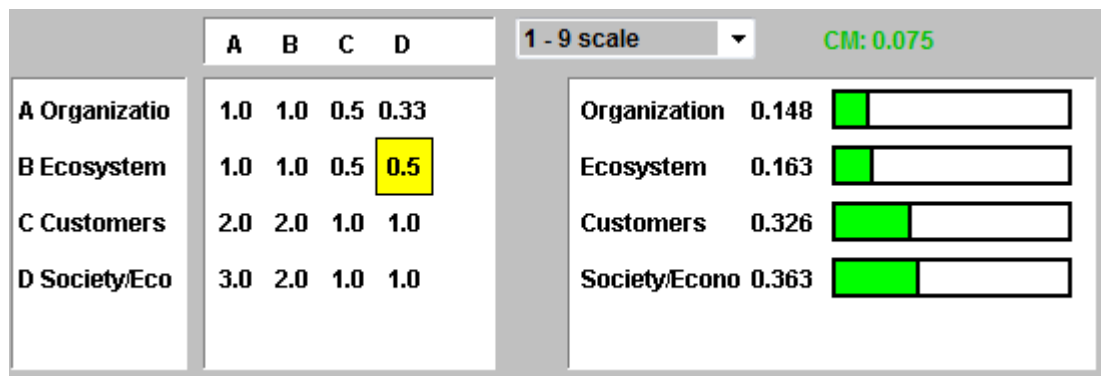 A B C D 1 - 9 scale CM: 0.075
A Organizatio 1.0 1.0 0.5 0.33 Organization 0.148
B Ecosystem 1.0 1.0 0.5 0.5 Ecosystem 0.163
C Customers 2.0 2.0 1.0 1.0 Customers 0.326
D Society/Eco 3.0 2.0 1.0 1.0 Society/Econo 0.363